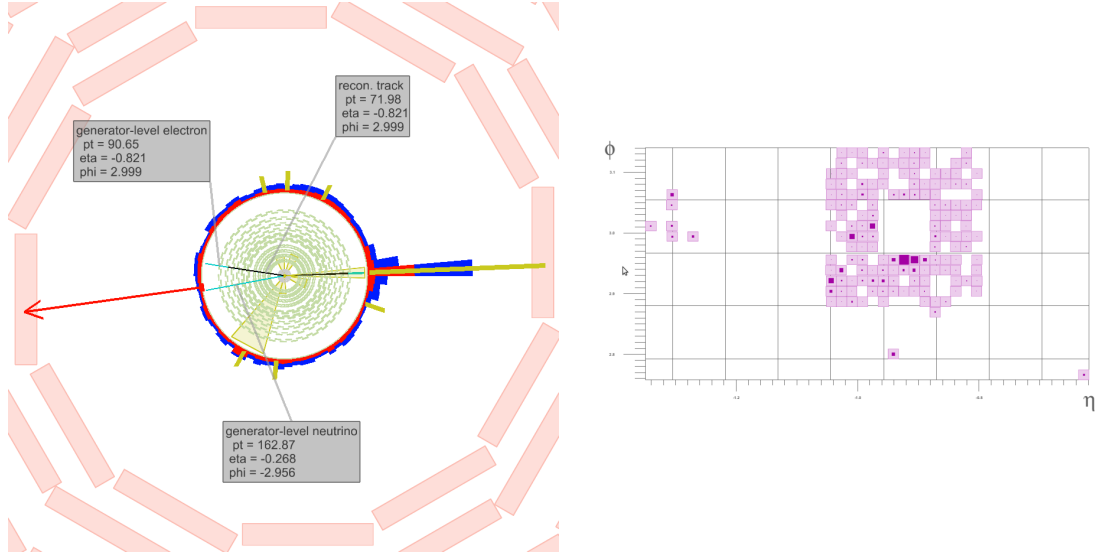 recon. track
pt = 71.98
eta = -0.821
phi = 2.999
generator-level electron
pt = 90.65
eta = -0.821
phi = 2.999
generator-level neutrino
pt = 162.87
eta = -0.268
phi = -2.956
ϕ
η